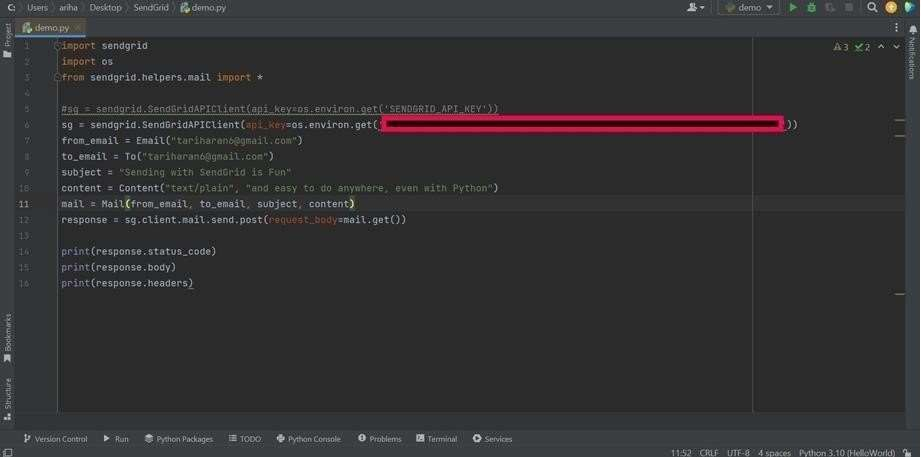 C: > Users > ariha > Desktop > SendGrid > demo.py
demo
demo.py
Project
Notifications
3 2
1 import sendgrid
2 import os
3 from sendgrid.helpers.mail import *
4
5 #sg = sendgrid.SendGridAPIClient(api_key=os.environ.get('SENDGRID_API_KEY'))
6 sg = sendgrid.SendGridAPIClient(api_key=os.environ.get(' '))
7 from_email = Email("tariharan6@gmail.com")
8 to_email = To("tariharan6@gmail.com")
9 subject = "Sending with SendGrid is Fun"
10 content = Content("text/plain", "and easy to do anywhere, even with Python")
11 mail = Mail(from_email, to_email, subject, content)
12 response = sg.client.mail.send.post(request_body=mail.get())
13
14 print(response.status_code)
15 print(response.body)
16 print(response.headers)
Bookmarks
Structure
Version Control Run Python Packages TODO Python Console Problems Terminal Services
11:52 CRLF UTF-8 4 spaces Python 3.10 (HelloWorld)